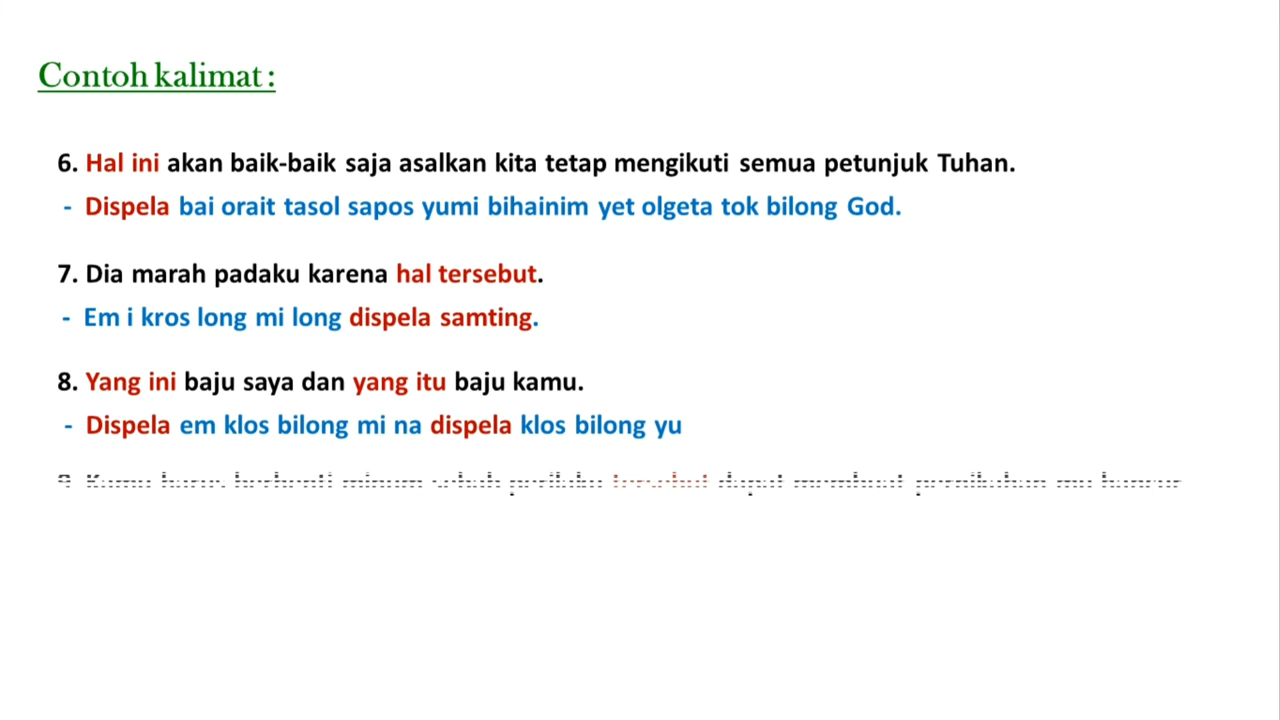 Contoh kalimat :
6. Hal ini akan baik-baik saja asalkan kita tetap mengikuti semua petunjuk Tuhan.
- Dispela bai orait tasol sapos yumi bihainim yet olgeta tok bilong God.
7. Dia marah padaku karena hal tersebut.
- Em i kros long mi long dispela samting.
8. Yang ini baju saya dan yang itu baju kamu.
- Dispela em klos bilong mi na dispela klos bilong yu